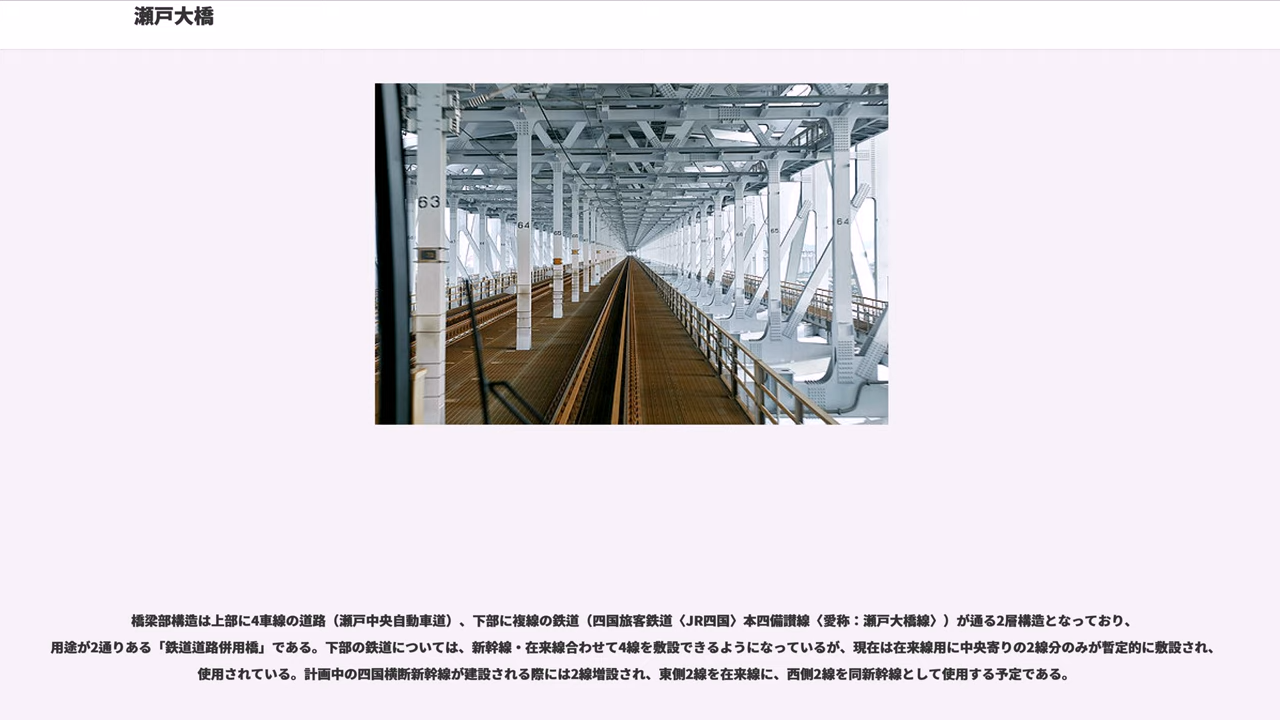 瀬戸大橋
63
64
65
64
橋梁部構造は上部に4車線の道路（瀬戸中央自動車道）、下部に複線の鉄道（四国旅客鉄道〈JR四国〉本四備讃線〈愛称：瀬戸大橋線〉）が通る2層構造となっており、
用途が2通りある「鉄道道路併用橋」である。下部の鉄道については、新幹線・在来線合わせて4線を敷設できるようになっているが、現在は在来線用に中央寄りの2線分のみが暫定的に敷設され、
使用されている。計画中の四国横断新幹線が建設される際には2線増設され、東側2線を在来線に、西側2線を同新幹線として使用する予定である。